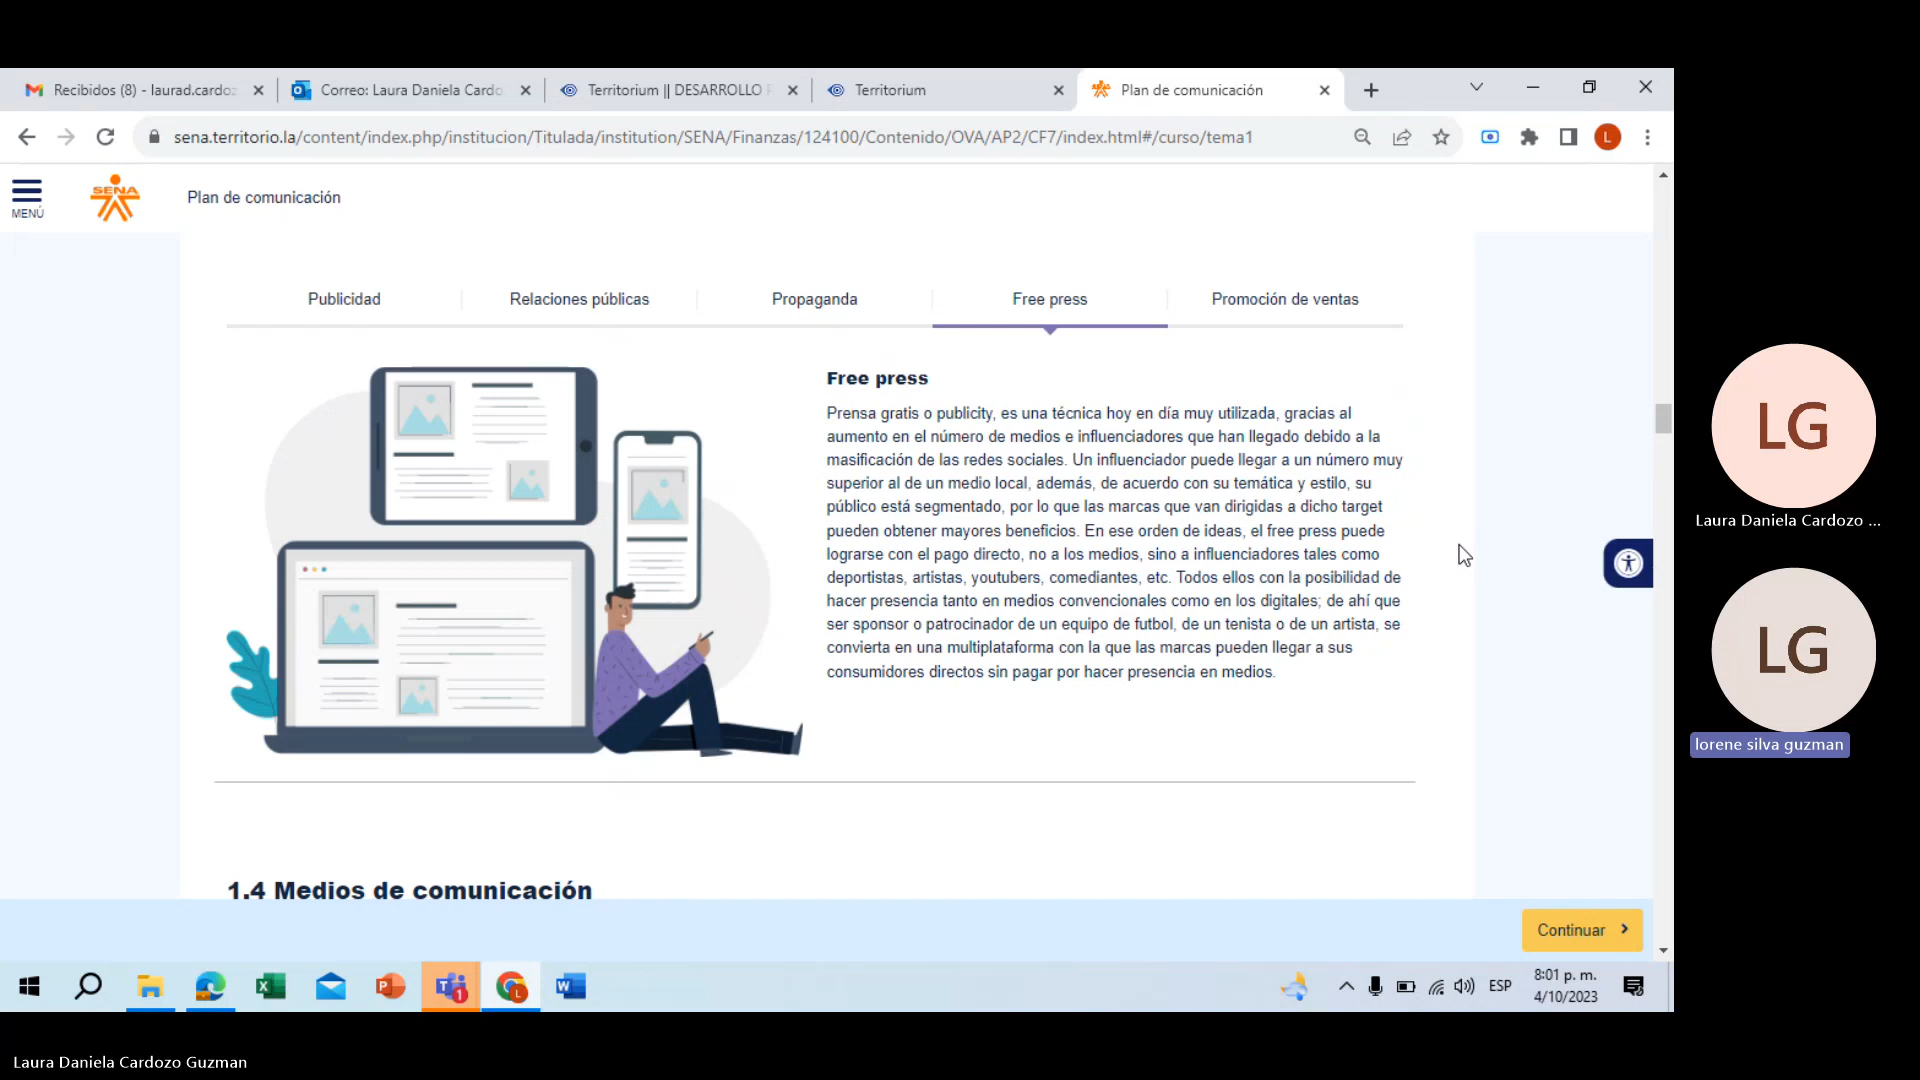 Recibidos (8) - laurad.cardoz
Correo: Laura Daniela Cardo
Territorium || DESARROLLO
Territorium
Plan de comunicación
sena.territorio.la/content/index.php/institucion/Titulada/institution/SENA/Finanzas/124100/Contenido/OVA/AP2/CF7/index.html#/curso/tema1
L
MENÚ
SENA
Plan de comunicación
Publicidad
Relaciones públicas
Propaganda
Free press
Promoción de ventas
Free press
Prensa gratis o publicity, es una técnica hoy en día muy utilizada, gracias al
aumento en el número de medios e influenciadores que han llegado debido a la
masificación de las redes sociales. Un influenciador puede llegar a un número muy
superior al de un medio local, además, de acuerdo con su temática y estilo, su
público está segmentado, por lo que las marcas que van dirigidas a dicho target
pueden obtener mayores beneficios. En ese orden de ideas, el free press puede
lograrse con el pago directo, no a los medios, sino a influenciadores tales como
deportistas, artistas, youtubers, comediantes, etc. Todos ellos con la posibilidad de
hacer presencia tanto en medios convencionales como en los digitales; de ahí que
ser sponsor o patrocinador de un equipo de futbol, de un tenista o de un artista, se
convierta en una multiplataforma con la que las marcas pueden llegar a sus
consumidores directos sin pagar por hacer presencia en medios.
1.4 Medios de comunicación
Continuar
LG
Laura Daniela Cardozo ...
LG
lorene silva guzman
ESP
8:01 p. m.
4/10/2023
Laura Daniela Cardozo Guzman